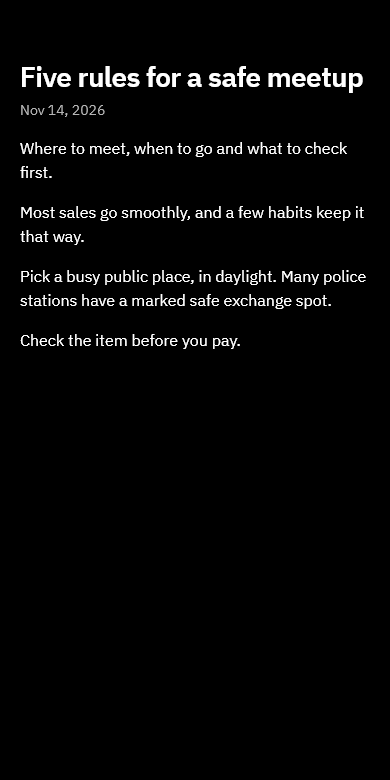 Five rules for a safe meetup
Nov 14, 2026
Where to meet, when to go and what to check
first.
Most sales go smoothly, and a few habits keep it
that way.
Pick a busy public place, in daylight. Many police
stations have a marked safe exchange spot.
Check the item before you pay.